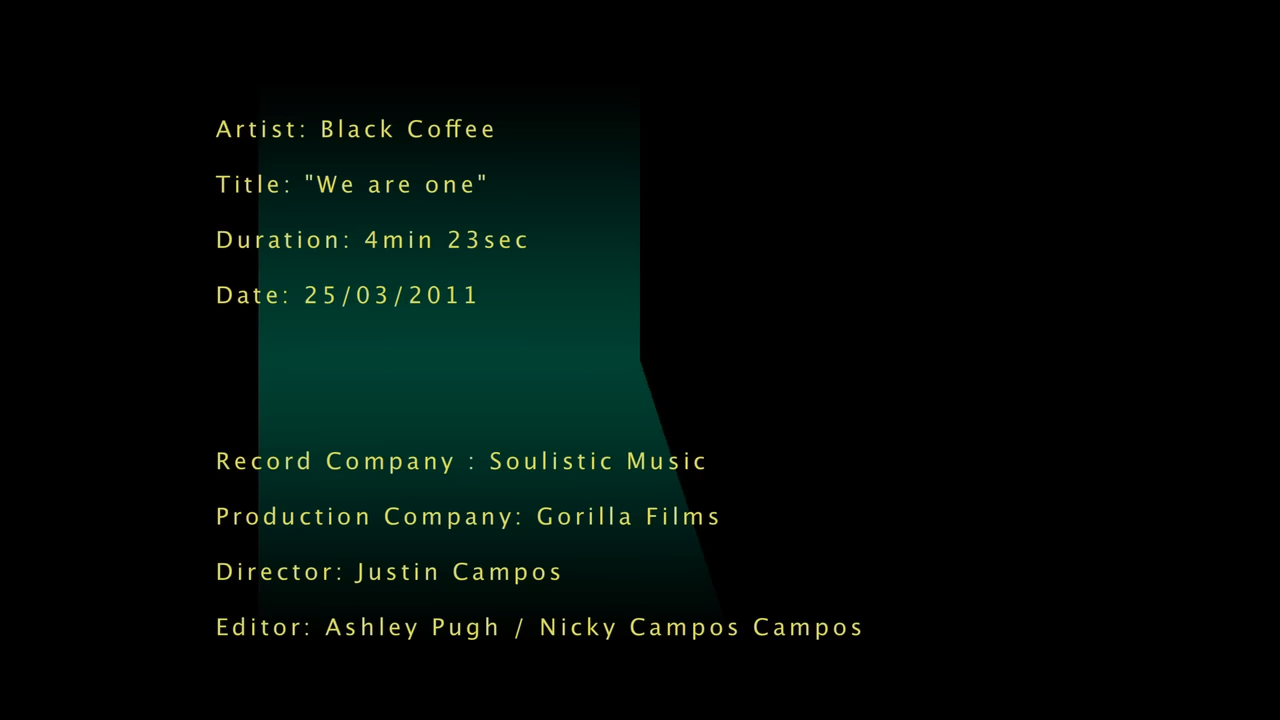 Artist: Black Coffee
Title: "We are one"
Duration: 4min 23sec
Date: 25/03/2011
Record Company : Soulistic Music
Production Company: Gorilla Films
Director: Justin Campos
Editor: Ashley Pugh / Nicky Campos Campos